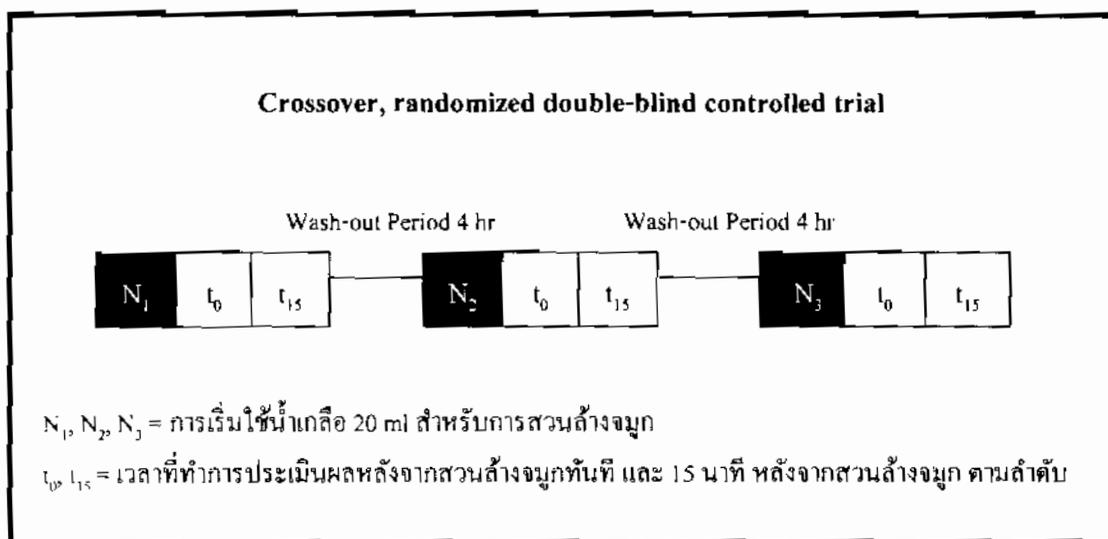 Crossover, randomized double-blind controlled trial
Wash-out Period 4 hr Wash-out Period 4 hr
N₁ t₀ t₁₅ N₂ t₀ t₁₅ N₃ t₀ t₁₅
N₁, N₂, N₃ = การเริ่มใช้น้ำเกลือ 20 ml สำหรับการสวนล้างจมูก
t₀, t₁₅ = เวลาที่ทำการประเมินผลหลังจากสวนล้างจมูกทันที และ 15 นาที หลังจากสวนล้างจมูก ตามลำดับ